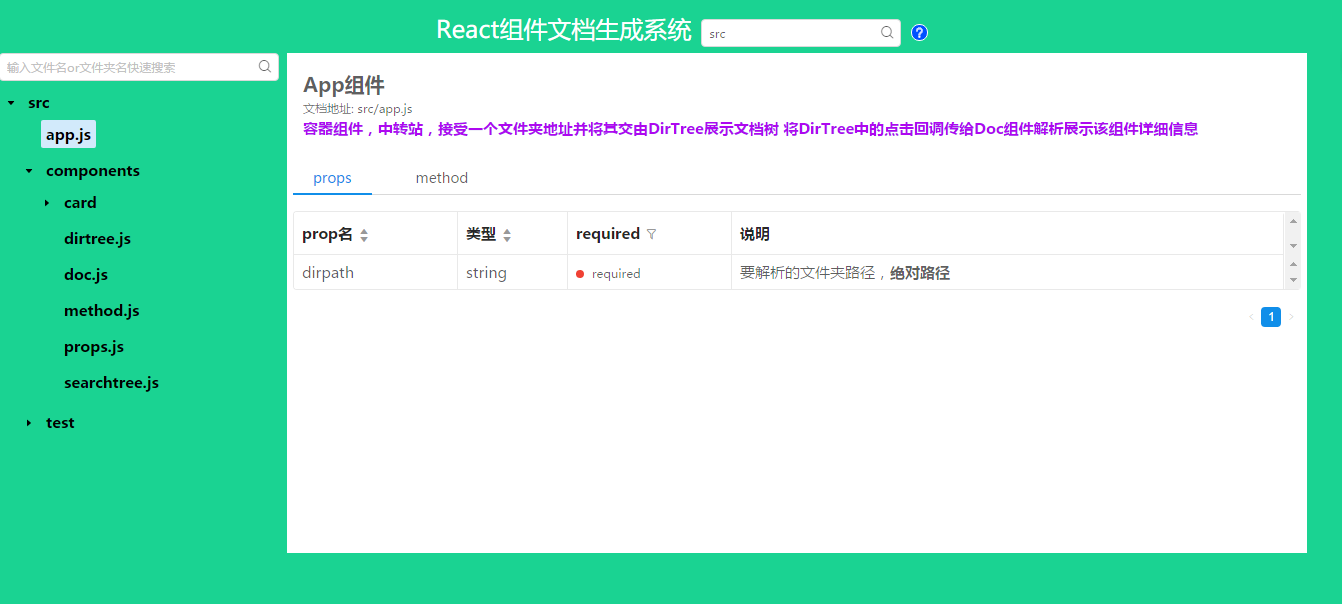 React组件文档生成系统
src
?
输入文件名or文件夹名快速搜索
src
app.js
components
card
dirtree.js
doc.js
method.js
props.js
searchtree.js
test
App组件
文档地址: src/app.js
容器组件，中转站，接受一个文件夹地址并将其交由DirTree展示文档树 将DirTree中的点击回调传给Doc组件解析展示该组件详细信息
props method
prop名 类型 required 说明
dirpath string required 要解析的文件夹路径，绝对路径
1